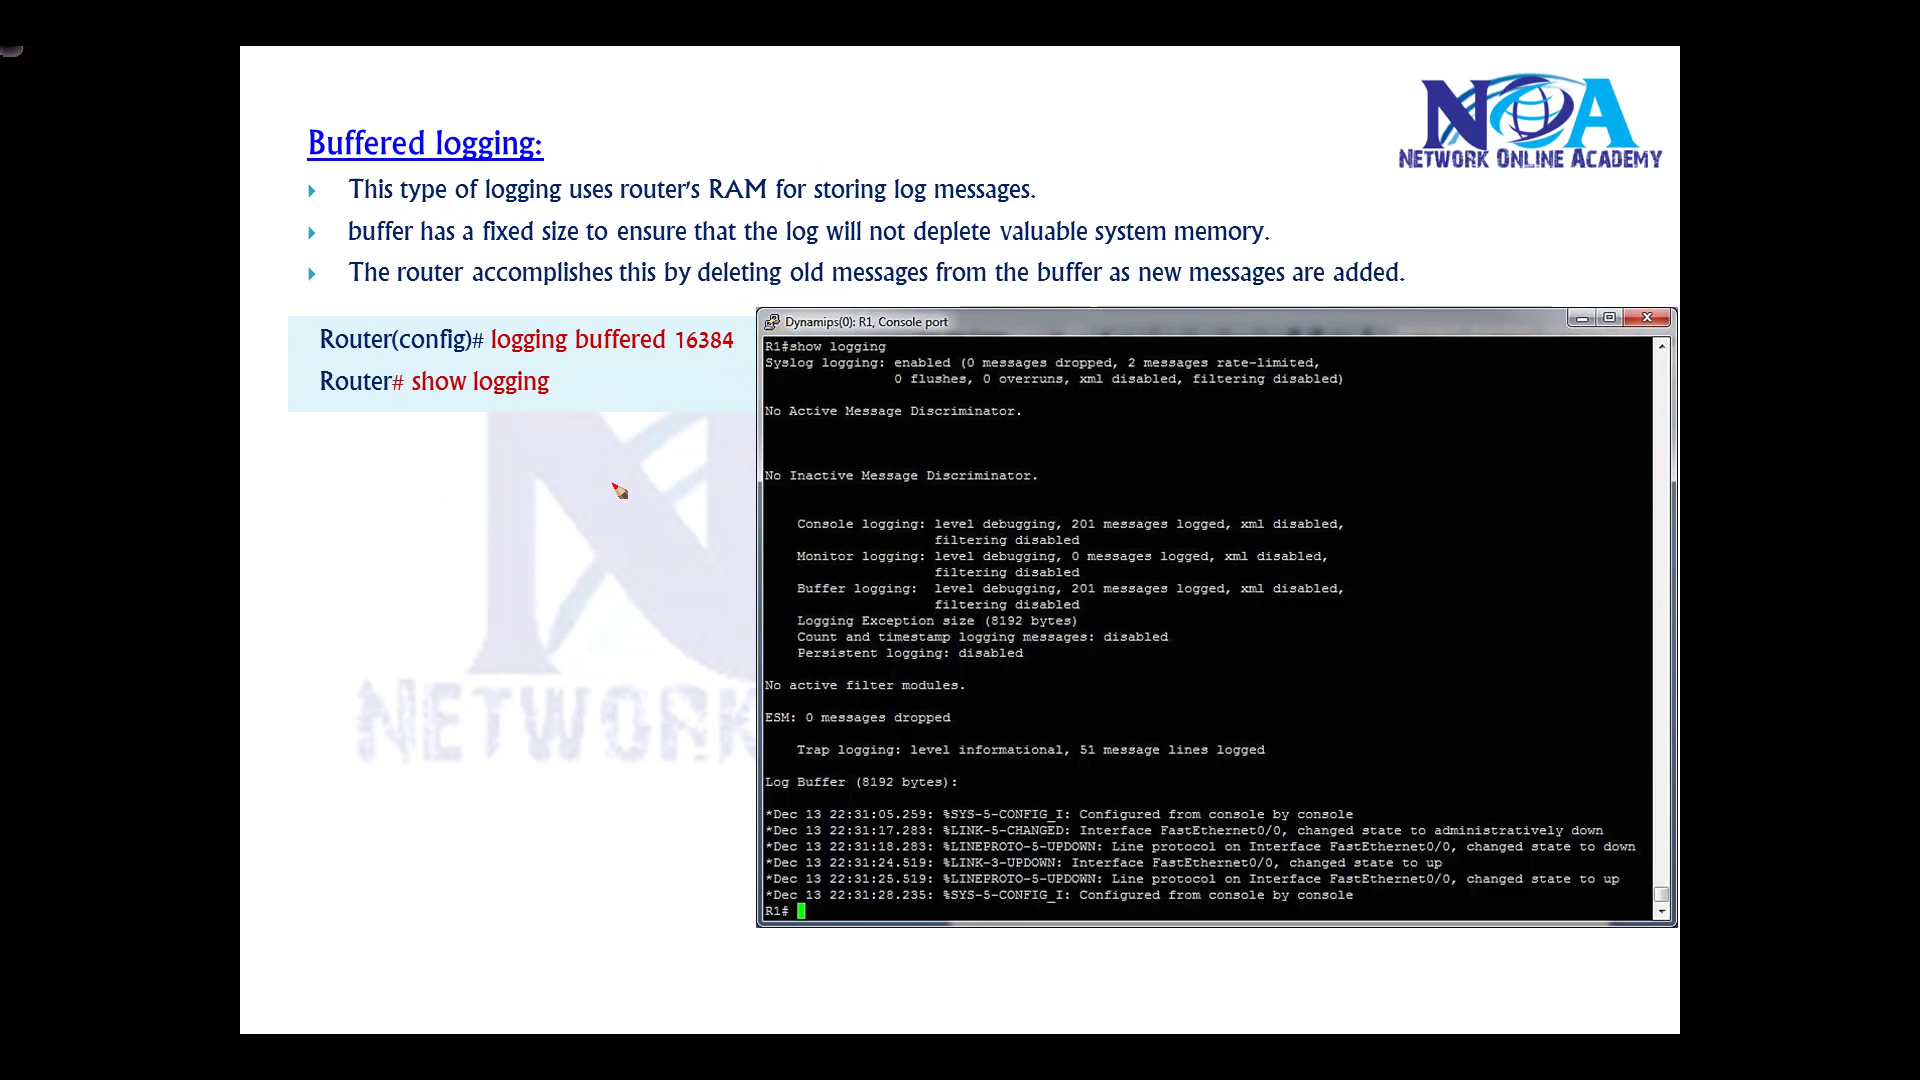 NOA
NETWORK ONLINE ACADEMY
Buffered logging:
This type of logging uses router's RAM for storing log messages.
buffer has a fixed size to ensure that the log will not deplete valuable system memory.
The router accomplishes this by deleting old messages from the buffer as new messages are added.
Router(config)# logging buffered 16384
Router# show logging
NETWORK
Dynamips(0): R1, Console port
R1#show logging
Syslog logging: enabled (0 messages dropped, 2 messages rate-limited,
0 flushes, 0 overruns, xml disabled, filtering disabled)
No Active Message Discriminator.
No Inactive Message Discriminator.
Console logging: level debugging, 201 messages logged, xml disabled,
filtering disabled
Monitor logging: level debugging, 0 messages logged, xml disabled,
filtering disabled
Buffer logging:  level debugging, 201 messages logged, xml disabled,
filtering disabled
Logging Exception size (8192 bytes)
Count and timestamp logging messages: disabled
Persistent logging: disabled
No active filter modules.
ESM: 0 messages dropped
Trap logging: level informational, 51 message lines logged
Log Buffer (8192 bytes):
*Dec 13 22:31:05.259: %SYS-5-CONFIG_I: Configured from console by console
*Dec 13 22:31:17.283: %LINK-5-CHANGED: Interface FastEthernet0/0, changed state to administratively down
*Dec 13 22:31:18.283: %LINEPROTO-5-UPDOWN: Line protocol on Interface FastEthernet0/0, changed state to down
*Dec 13 22:31:24.519: %LINK-3-UPDOWN: Interface FastEthernet0/0, changed state to up
*Dec 13 22:31:25.519: %LINEPROTO-5-UPDOWN: Line protocol on Interface FastEthernet0/0, changed state to up
*Dec 13 22:31:28.235: %SYS-5-CONFIG_I: Configured from console by console
R1#